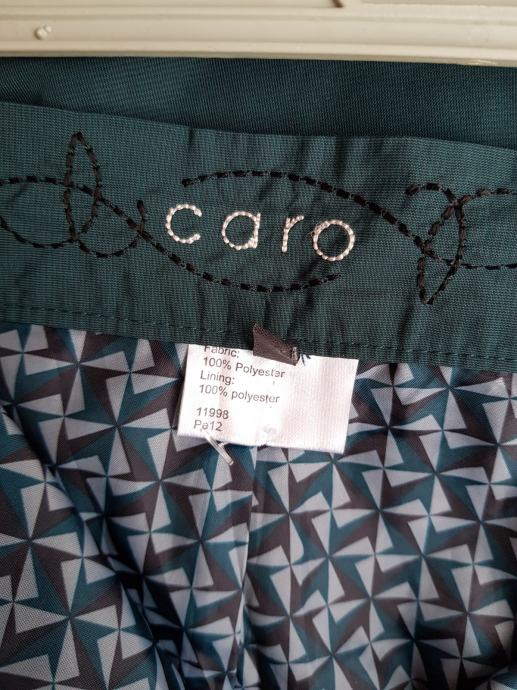 caro
Fabric:
100% Polyester
Lining:
100% polyester
11998
Pa12